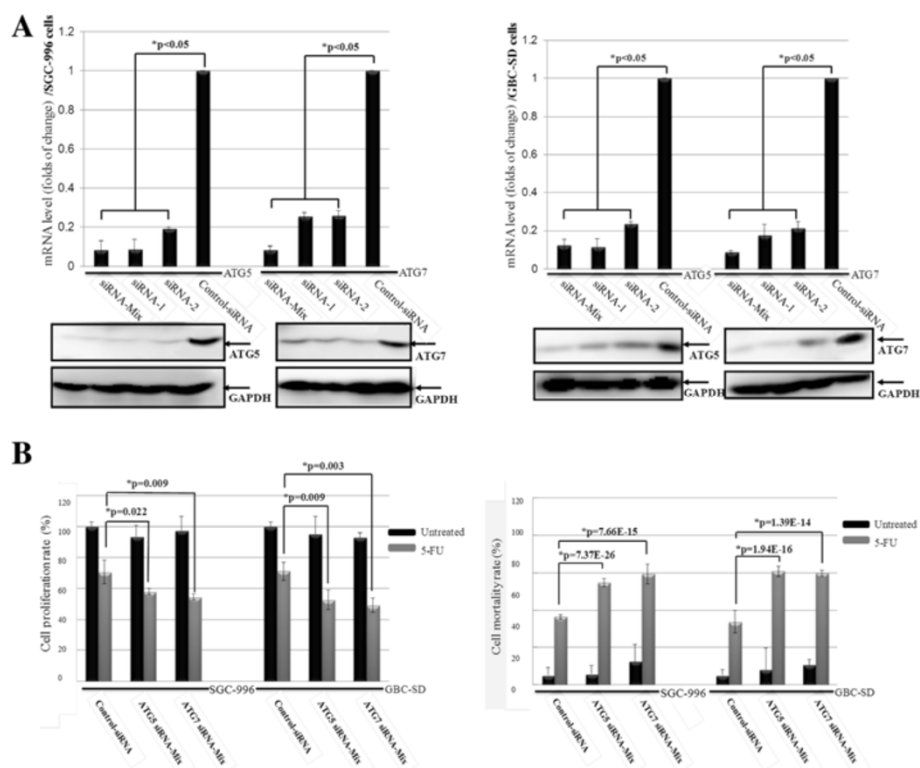 A
mRNA level (folds of change) /SGC-996 cells
1.2
1
0.8
0.6
0.4
0.2
0
*p<0.05
*p<0.05
ATG5
ATG7
siRNA-Mix
siRNA-1
siRNA-2
Control-siRNA
siRNA-Mix
siRNA-1
siRNA-2
Control-siRNA
ATG5
GAPDH
ATG7
GAPDH
mRNA level (folds of change) /GBC-SD cells
1.2
1
0.8
0.6
0.4
0.2
0
*p<0.05
*p<0.05
ATG5
ATG7
siRNA-Mix
siRNA-1
siRNA-2
Control-siRNA
siRNA-Mix
siRNA-1
siRNA-2
Control-siRNA
ATG5
GAPDH
ATG7
GAPDH
B
Cell proliferation rate (%)
120
100
80
60
40
20
0
*p=0.009
*p=0.022
*p=0.003
*p=0.009
Untreated
5-FU
SGC-996
GBC-SD
Control-siRNA
ATG5 siRNA-Mix
ATG7 siRNA-Mix
Control-siRNA
ATG5 siRNA-Mix
ATG7 siRNA-Mix
Cell mortality rate (%)
120
100
80
60
40
20
0
*p=7.66E-15
*p=7.37E-26
*p=1.39E-14
*p=1.94E-16
Untreated
5-FU
SGC-996
GBC-SD
Control-siRNA
ATG5 siRNA-Mix
ATG7 siRNA-Mix
Control-siRNA
ATG5 siRNA-Mix
ATG7 siRNA-Mix